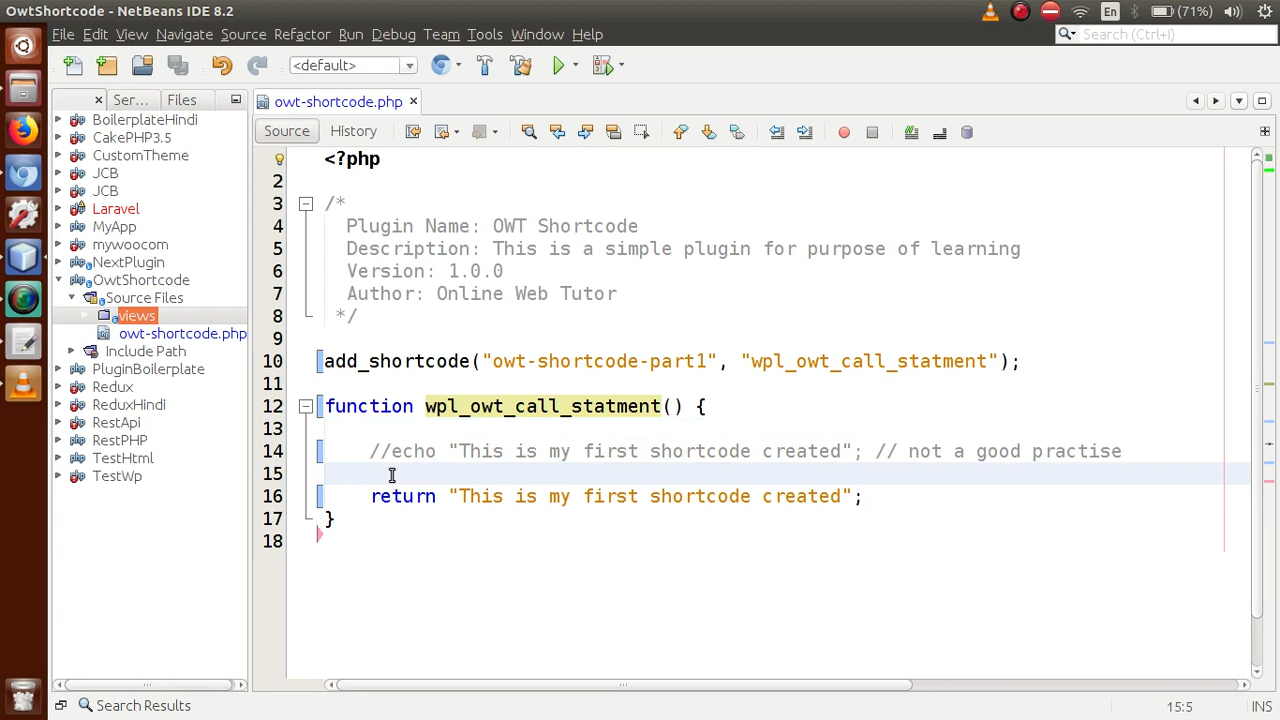 OwtShortcode - NetBeans IDE 8.2
En
(71%)
File Edit View Navigate Source Refactor Run Debug Team Tools Window Help
Search (Ctrl+I)
<default>
Ser... Files
owt-shortcode.php
Source History
BoilerplateHindi
CakePHP3.5
CustomTheme
JCB
JCB
Laravel
MyApp
mywoocom
NextPlugin
OwtShortcode
Source Files
views
owt-shortcode.php
Include Path
PluginBoilerplate
Redux
ReduxHindi
RestApi
RestPHP
TestHtml
TestWp
<?php
2
3 /*
4 Plugin Name: OWT Shortcode
5 Description: This is a simple plugin for purpose of learning
6 Version: 1.0.0
7 Author: Online Web Tutor
8 */
9
10 add_shortcode("owt-shortcode-part1", "wpl_owt_call_statment");
11
12 function wpl_owt_call_statment() {
13
14 //echo "This is my first shortcode created"; // not a good practise
15
16 return "This is my first shortcode created";
17 }
18
Search Results
15:5
INS